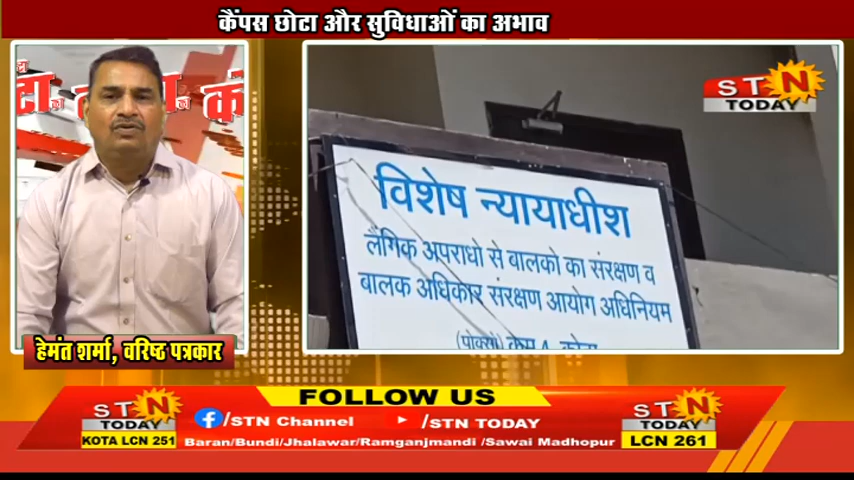 कैंपस छोटा और सुविधाओं का अभाव
STN
TODAY
विशेष न्यायाधीश
लैंगिक अपराधो से बालको का संरक्षण व
बालक अधिकार संरक्षण आयोग अधिनियम
(पोक्सो) क्रम 4, कोटा
का
का
की
हेमंत शर्मा, वरिष्ठ पत्रकार
FOLLOW US
STN
TODAY
KOTA LCN 251
/STN Channel
/STN TODAY
Baran/Bundi/Jhalawar/Ramganjmandi /Sawai Madhopur
STN
TODAY
LCN 261